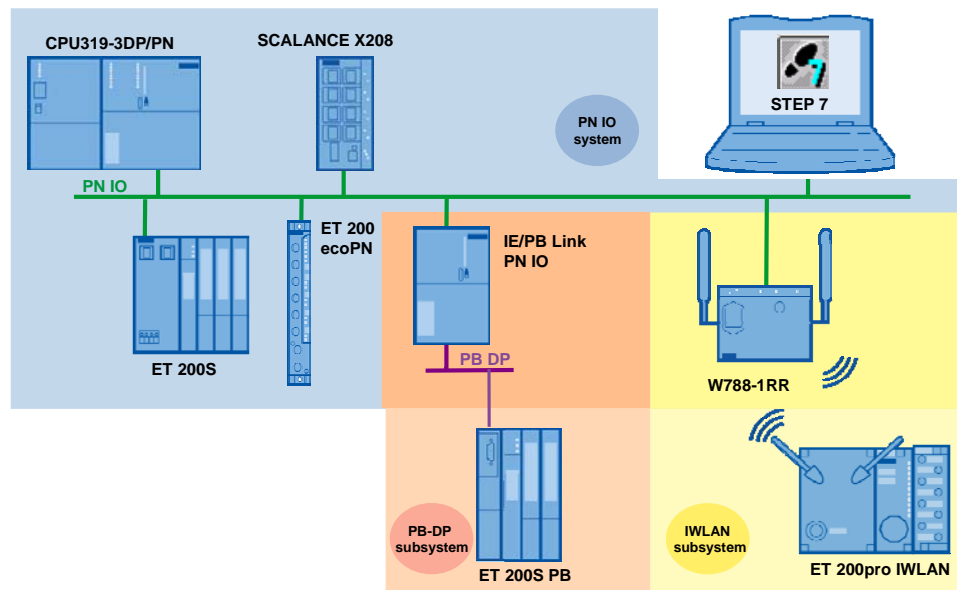 CPU319-3DP/PN
SCALANCE X208
7
STEP 7
PN IO
system
PN IO
ET 200
ecoPN
IE/PB Link
PN IO
ET 200S
PB DP
W788-1RR
PB-DP
subsystem
IWLAN
subsystem
ET 200S PB
ET 200pro IWLAN